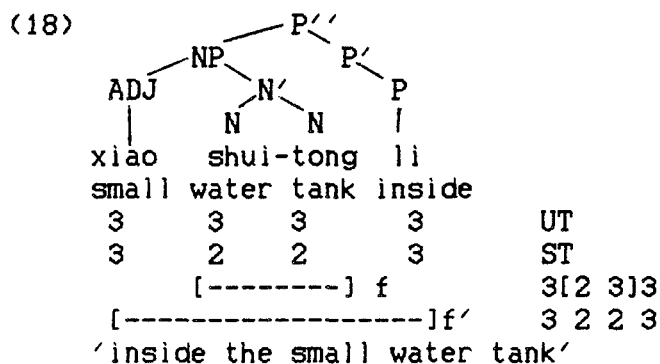 (18) P′′
NP P′
ADJ N′ P
N N
xiao shui-tong li
small water tank inside
3 3 3 3 UT
3 2 2 3 ST
[--------] f 3[2 3]3
[------------------]f′ 3 2 2 3
′inside the small water tank′